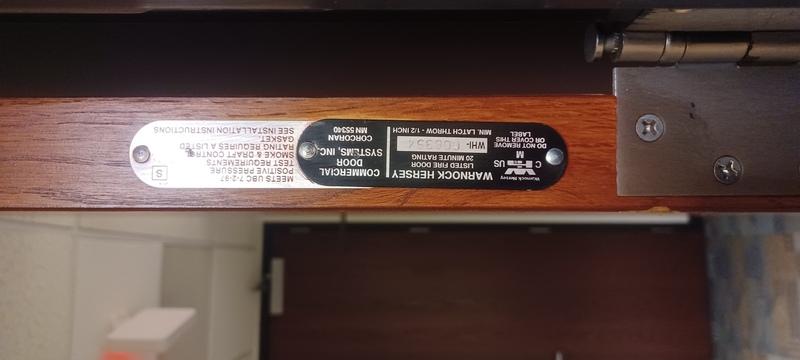 Warnock Hersey
C US
M
DO NOT REMOVE
OR COVER THIS
LABEL
WARNOCK HERSEY
LISTED FIRE DOOR
20 MINUTE RATING
WHI-
MIN. LATCH THROW - 1/2 INCH
COMMERCIAL
DOOR
SYSTEMS, INC.
CORCORAN
MN 55340
S
MEETS UBC 7-2-97
POSITIVE PRESSURE
TEST REQUIREMENTS
SMOKE & DRAFT CONTROL
RATING REQUIRES A LISTED
GASKET.
SEE INSTALLATION INSTRUCTIONS